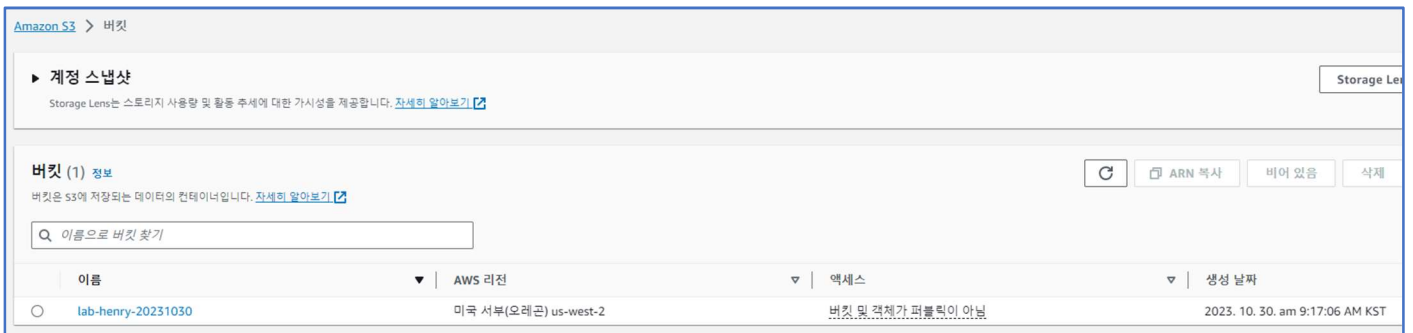 Amazon S3 > 버킷
▶ 계정 스냅샷
Storage Lens는 스토리지 사용량 및 활동 추세에 대한 가시성을 제공합니다. 자세히 알아보기
Storage Le
버킷 (1) 정보
버킷은 S3에 저장되는 데이터의 컨테이너입니다. 자세히 알아보기
ARN 복사 비어 있음 삭제
이름으로 버킷 찾기
이름 AWS 리전 액세스 생성 날짜
lab-henry-20231030 미국 서부(오레곤) us-west-2 버킷 및 객체가 퍼블릭이 아님 2023. 10. 30. am 9:17:06 AM KST